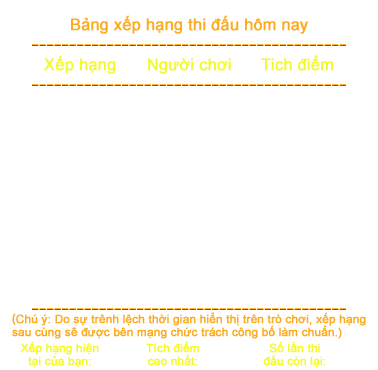 Bảng xếp hạng thi đấu hôm nay
Xếp hạng Người chơi Tích điểm
(Chú ý: Do sự trênh lệch thời gian hiển thị trên trò chơi, xếp hạng
sau cùng sẽ được bên mạng chức trách công bố làm chuẩn.)
Xếp hạng hiện Tích điểm Số lần thi
tại của bạn: cao nhất: đấu còn lại: